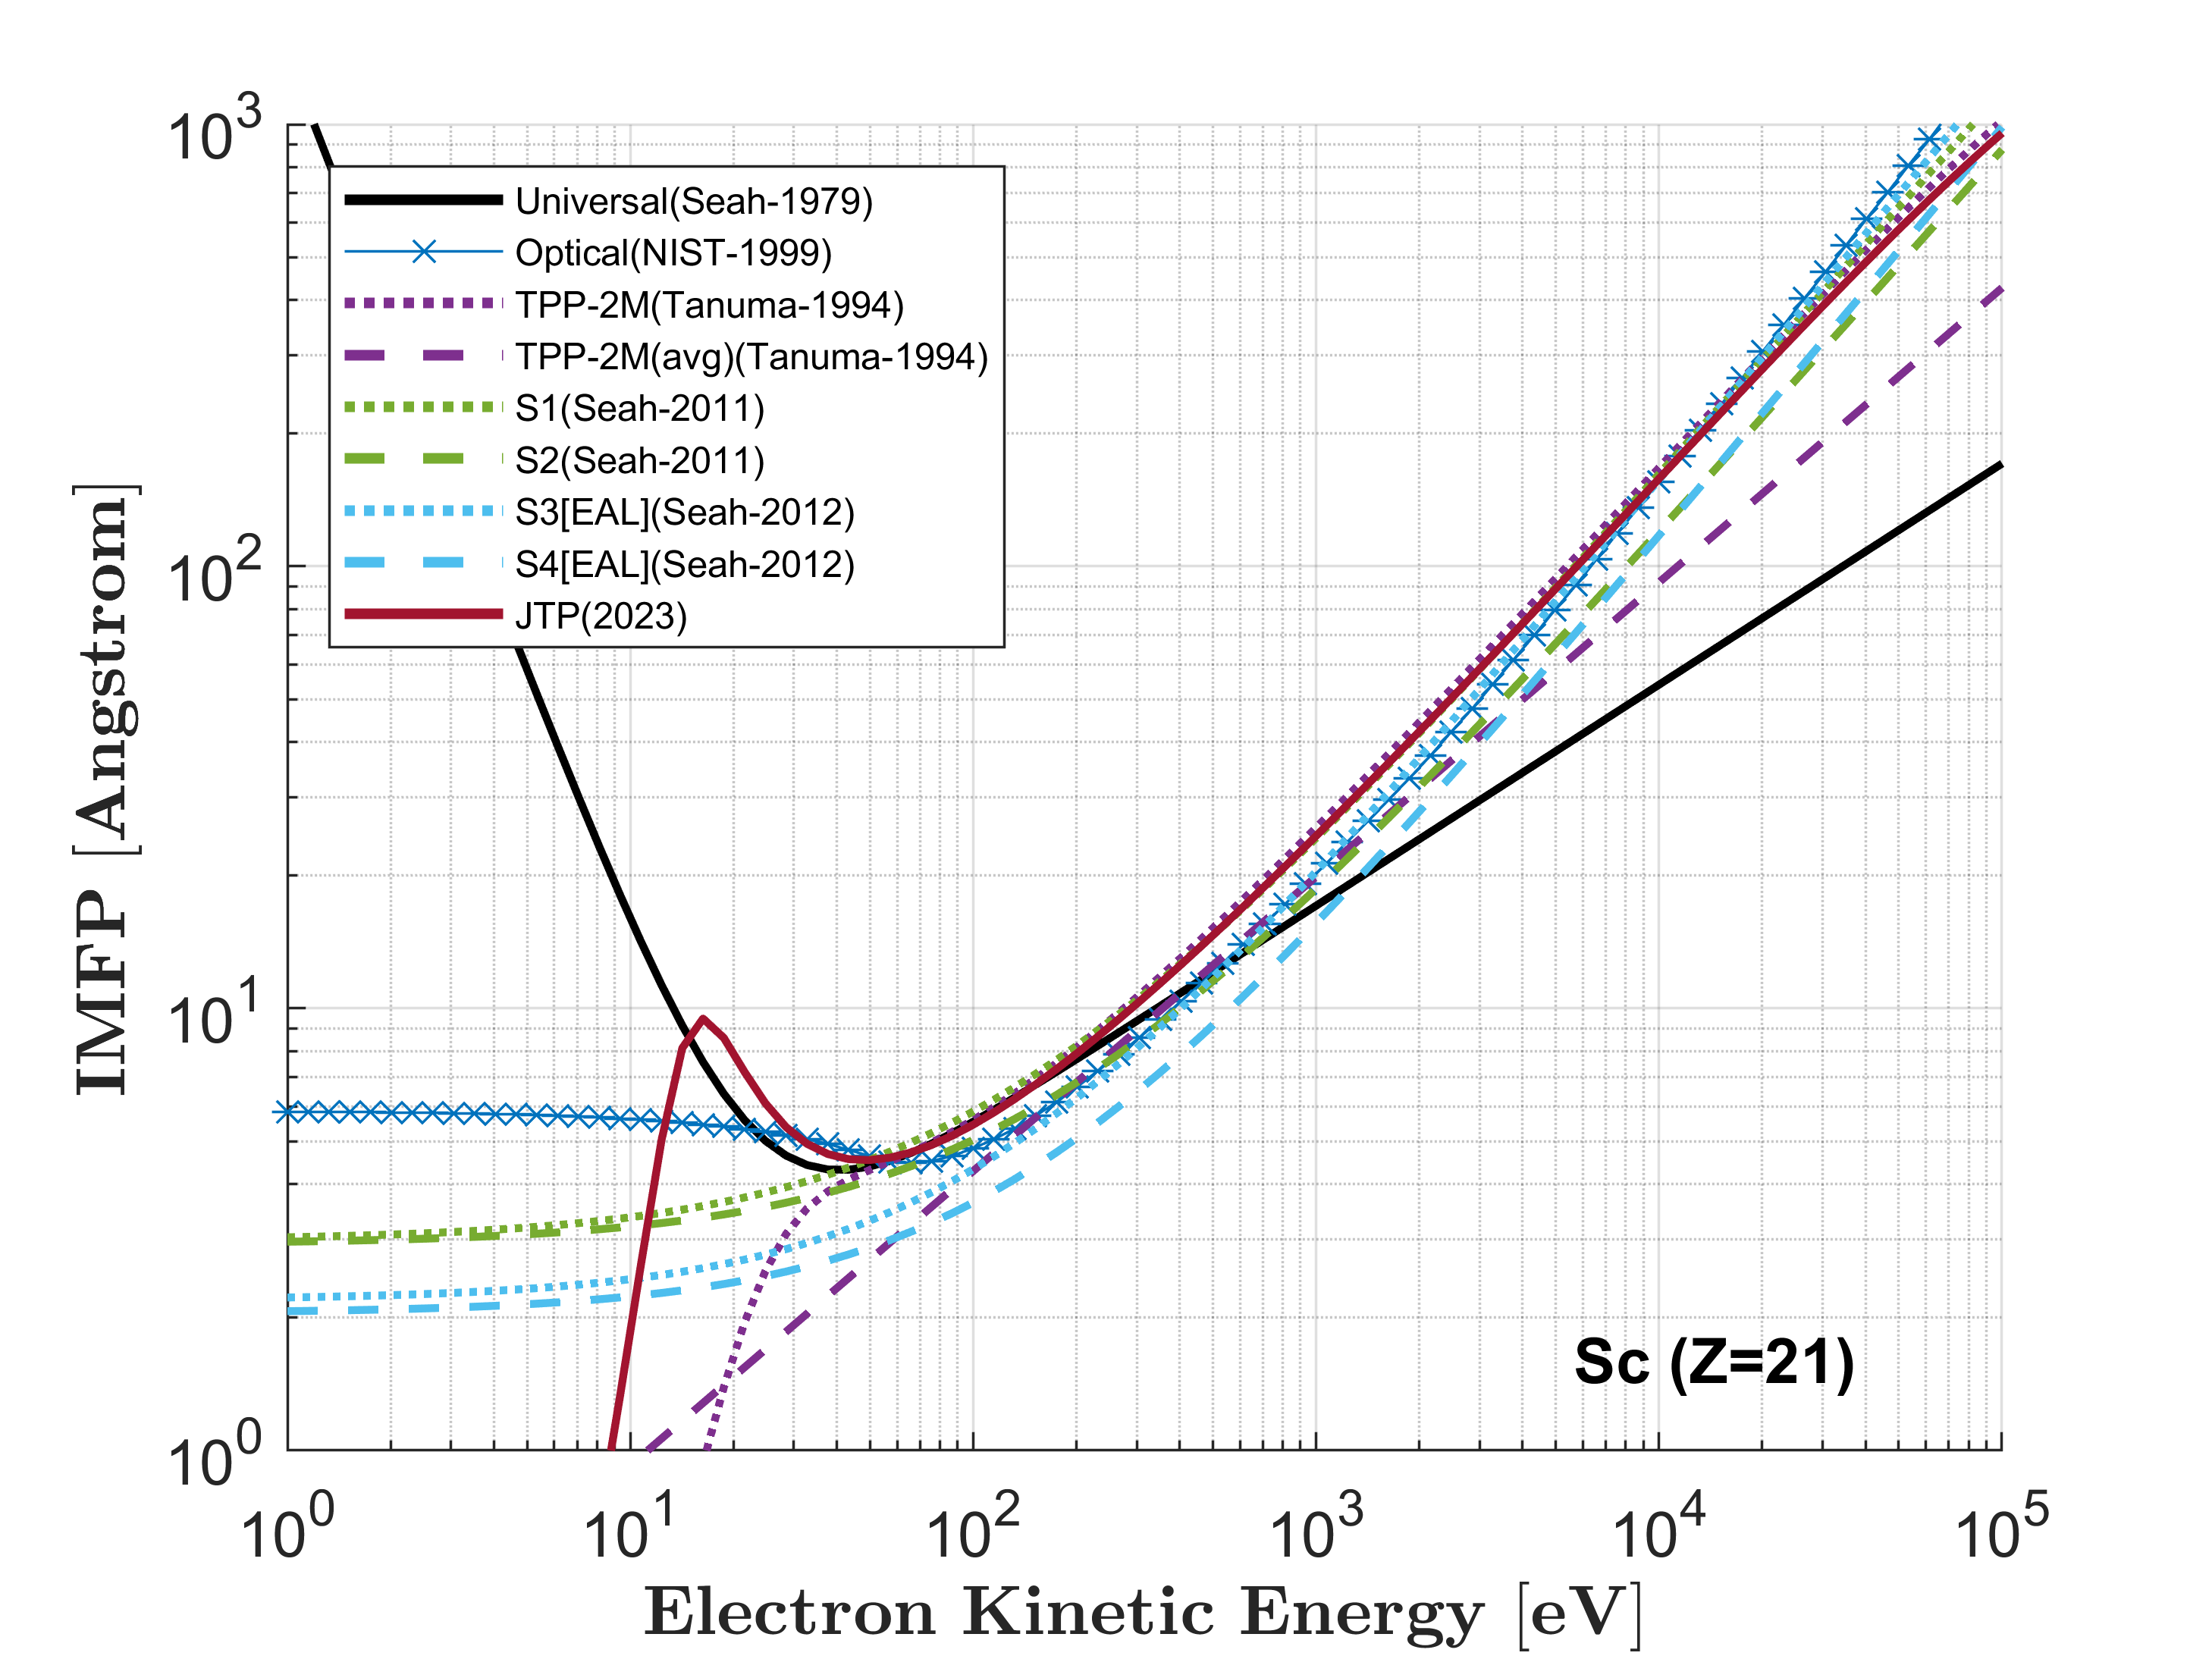 10^3
10^2
10^1
10^0
IMFP [Angstrom]
Universal(Seah-1979)
Optical(NIST-1999)
TPP-2M(Tanuma-1994)
TPP-2M(avg)(Tanuma-1994)
S1(Seah-2011)
S2(Seah-2011)
S3[EAL](Seah-2012)
S4[EAL](Seah-2012)
JTP(2023)
Sc (Z=21)
10^0 10^1 10^2 10^3 10^4 10^5
Electron Kinetic Energy [eV]